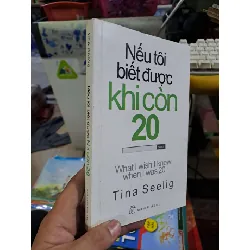 Nếu tôi
biết được
khi còn
20
What I wish I knew
when I was 20
Tina Seelig